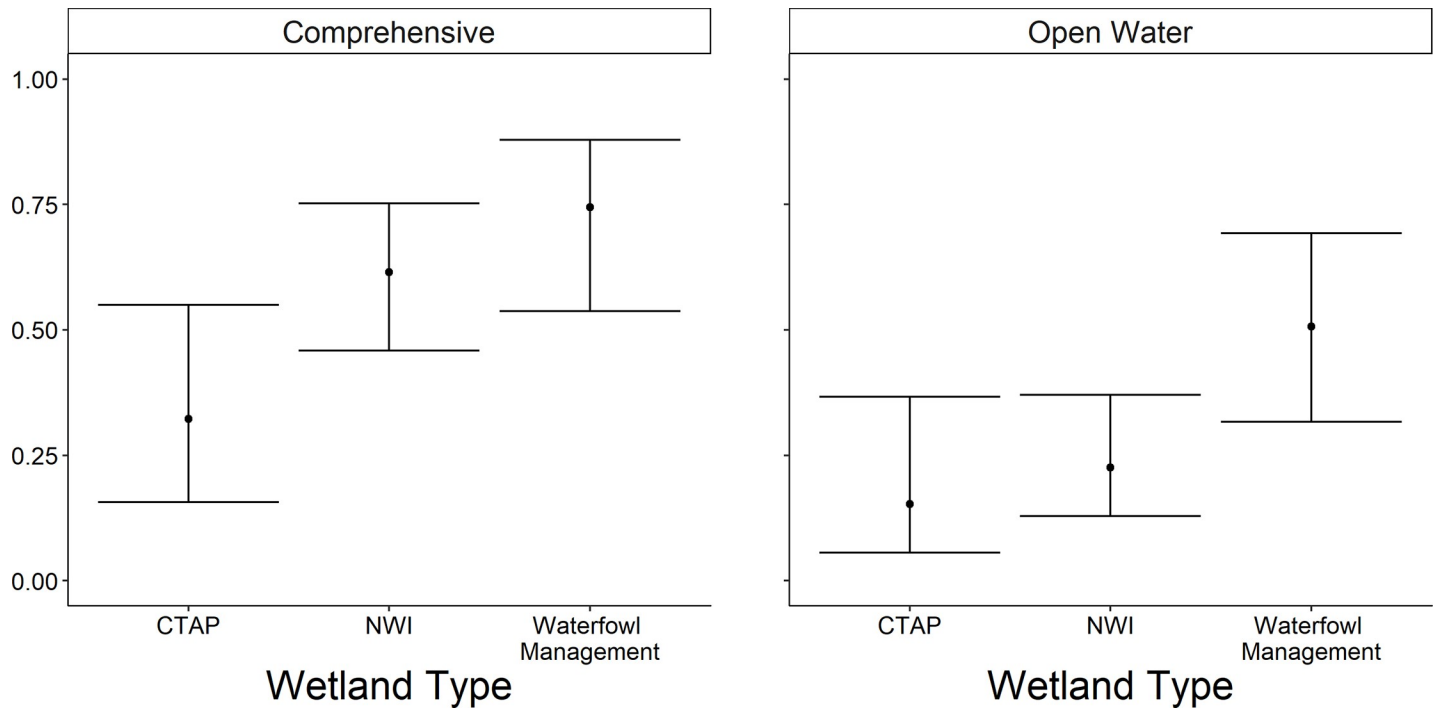 Comprehensive
Open Water
1.00
0.75
0.50
0.25
0.00
CTAP
NWI
Waterfowl
Management
CTAP
NWI
Waterfowl
Management
Wetland Type
Wetland Type